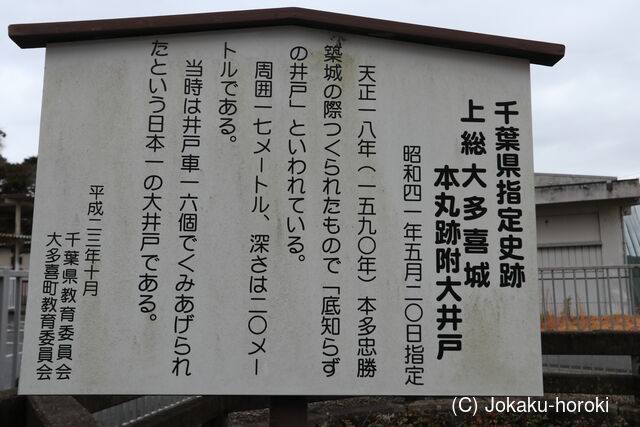 千葉県指定史跡
上総大多喜城
本丸跡附大井戸
昭和四一年五月二〇日指定
天正一八年（一五九〇年）本多忠勝
築城の際つくられたもので「底知らず
の井戸」といわれている。
周囲一七メートル、深さは二〇メー
トルである。
当時は井戸車一六個でくみあげられ
たという日本一の大井戸である。
平成二三年十月
千葉県教育委員会
大多喜町教育委員会
(C) Jokaku-horoki